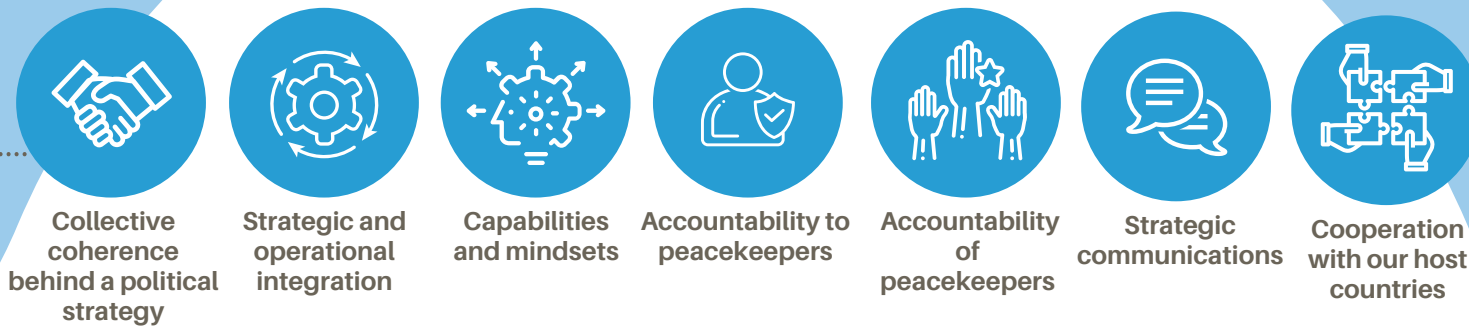 Collective
coherence
behind a political
strategy
Strategic and
operational
integration
Capabilities
and mindsets
Accountability to
peacekeepers
Accountability
of
peacekeepers
Strategic
communications
Cooperation
with our host
countries